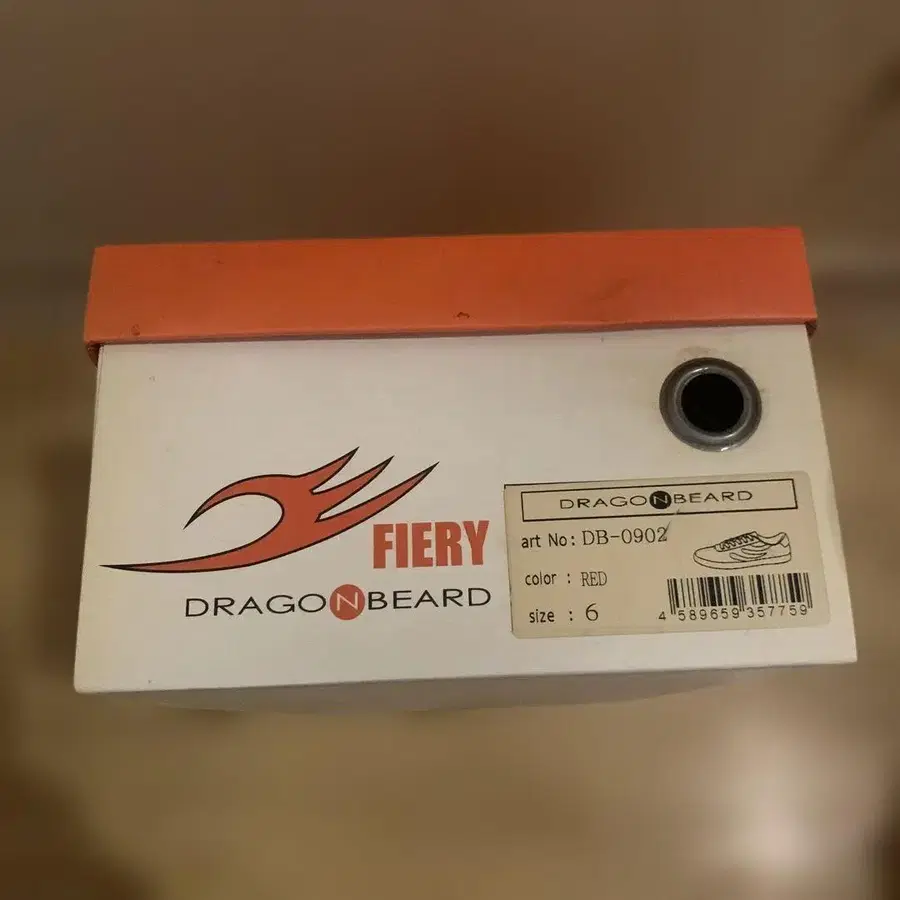 FIERY
DRAGONBEARD
DRAGONBEARD
art No: DB-0902
color : RED
size : 6
4 589659 357759